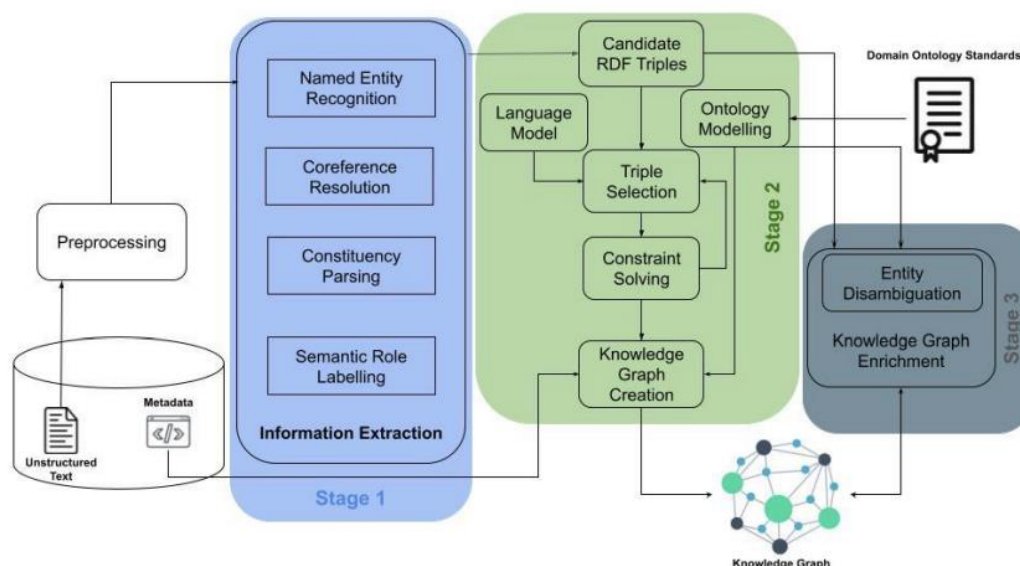 Preprocessing
Unstructured
Text
Metadata
</>
Named Entity
Recognition
Coreference
Resolution
Constituency
Parsing
Semantic Role
Labelling
Information Extraction
Stage 1
Candidate
RDF Triples
Language
Model
Ontology
Modelling
Triple
Selection
Constraint
Solving
Knowledge
Graph
Creation
Stage 2
Domain Ontology Standards
Entity
Disambiguation
Knowledge Graph
Enrichment
Stage 3
Knowledge Graph